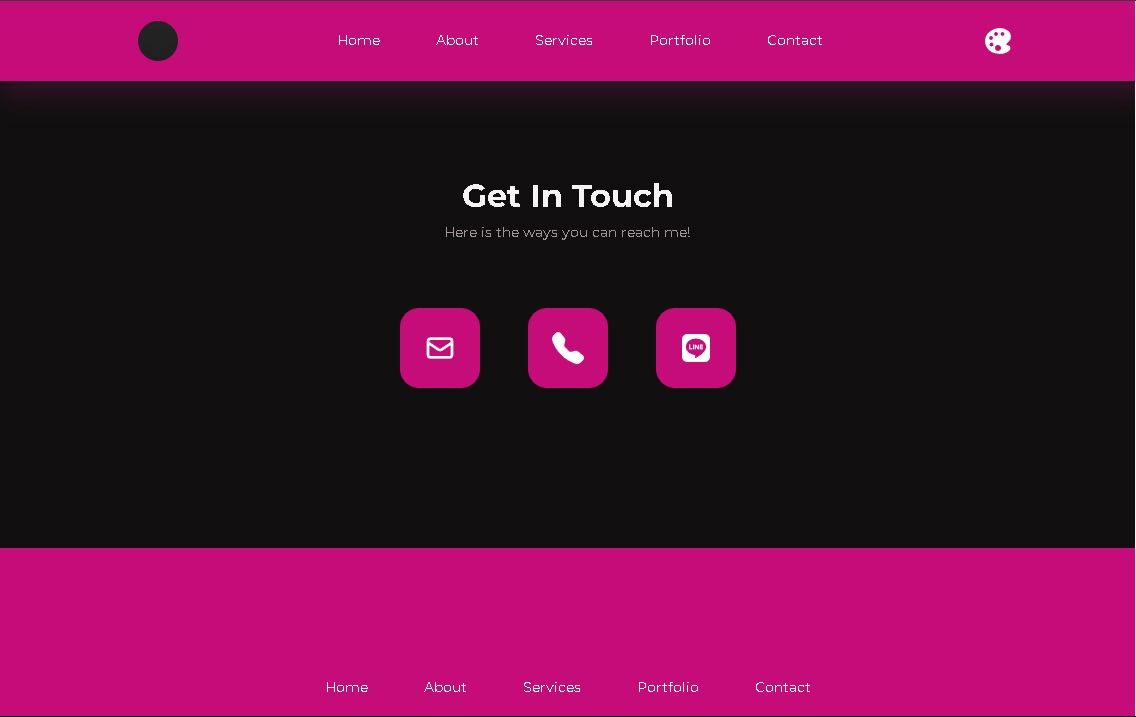 Home About Services Portfolio Contact
Get In Touch
Here is the ways you can reach me!
LINE
Home About Services Portfolio Contact